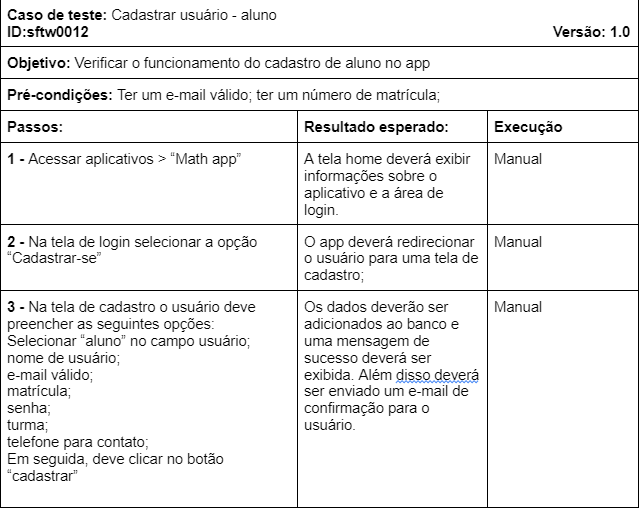 Caso de teste: Cadastrar usuário - aluno
ID:sftw0012 Versão: 1.0
Objetivo: Verificar o funcionamento do cadastro de aluno no app
Pré-condições: Ter um e-mail válido; ter um número de matrícula;
Passos: Resultado esperado: Execução
1 - Acessar aplicativos > “Math app”
A tela home deverá exibir
informações sobre o
aplicativo e a área de
login.
Manual
2 - Na tela de login selecionar a opção
“Cadastrar-se”
O app deverá redirecionar
o usuário para uma tela de
cadastro;
Manual
3 - Na tela de cadastro o usuário deve
preencher as seguintes opções:
Selecionar “aluno” no campo usuário;
nome de usuário;
e-mail válido;
matrícula;
senha;
turma;
telefone para contato;
Em seguida, deve clicar no botão
“cadastrar”
Os dados deverão ser
adicionados ao banco e
uma mensagem de
sucesso deverá ser
exibida. Além disso deverá
ser enviado um e-mail de
confirmação para o
usuário.
Manual